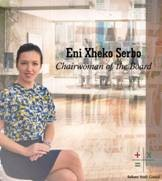 Eni Xheko Serbo
Chairwoman of the Board